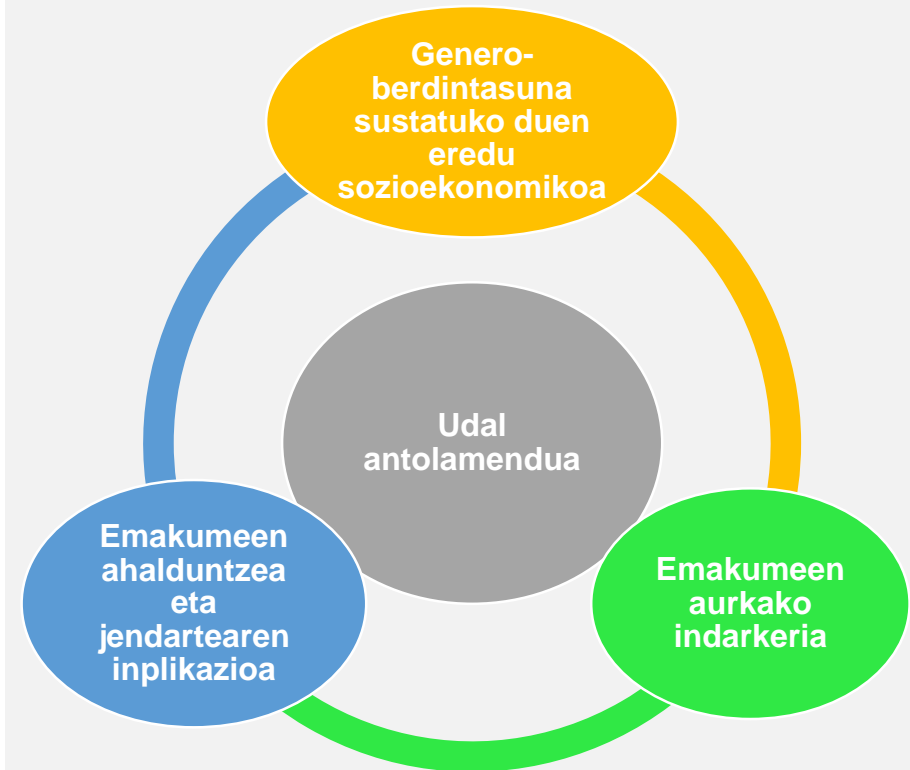 Genero-
berdintasuna
sustatuko duen
eredu
sozioekonomikoa
Udal
antolamendua
Emakumeen
ahalduntzea
eta
jendartearen
inplikazioa
Emakumeen
aurkako
indarkeria